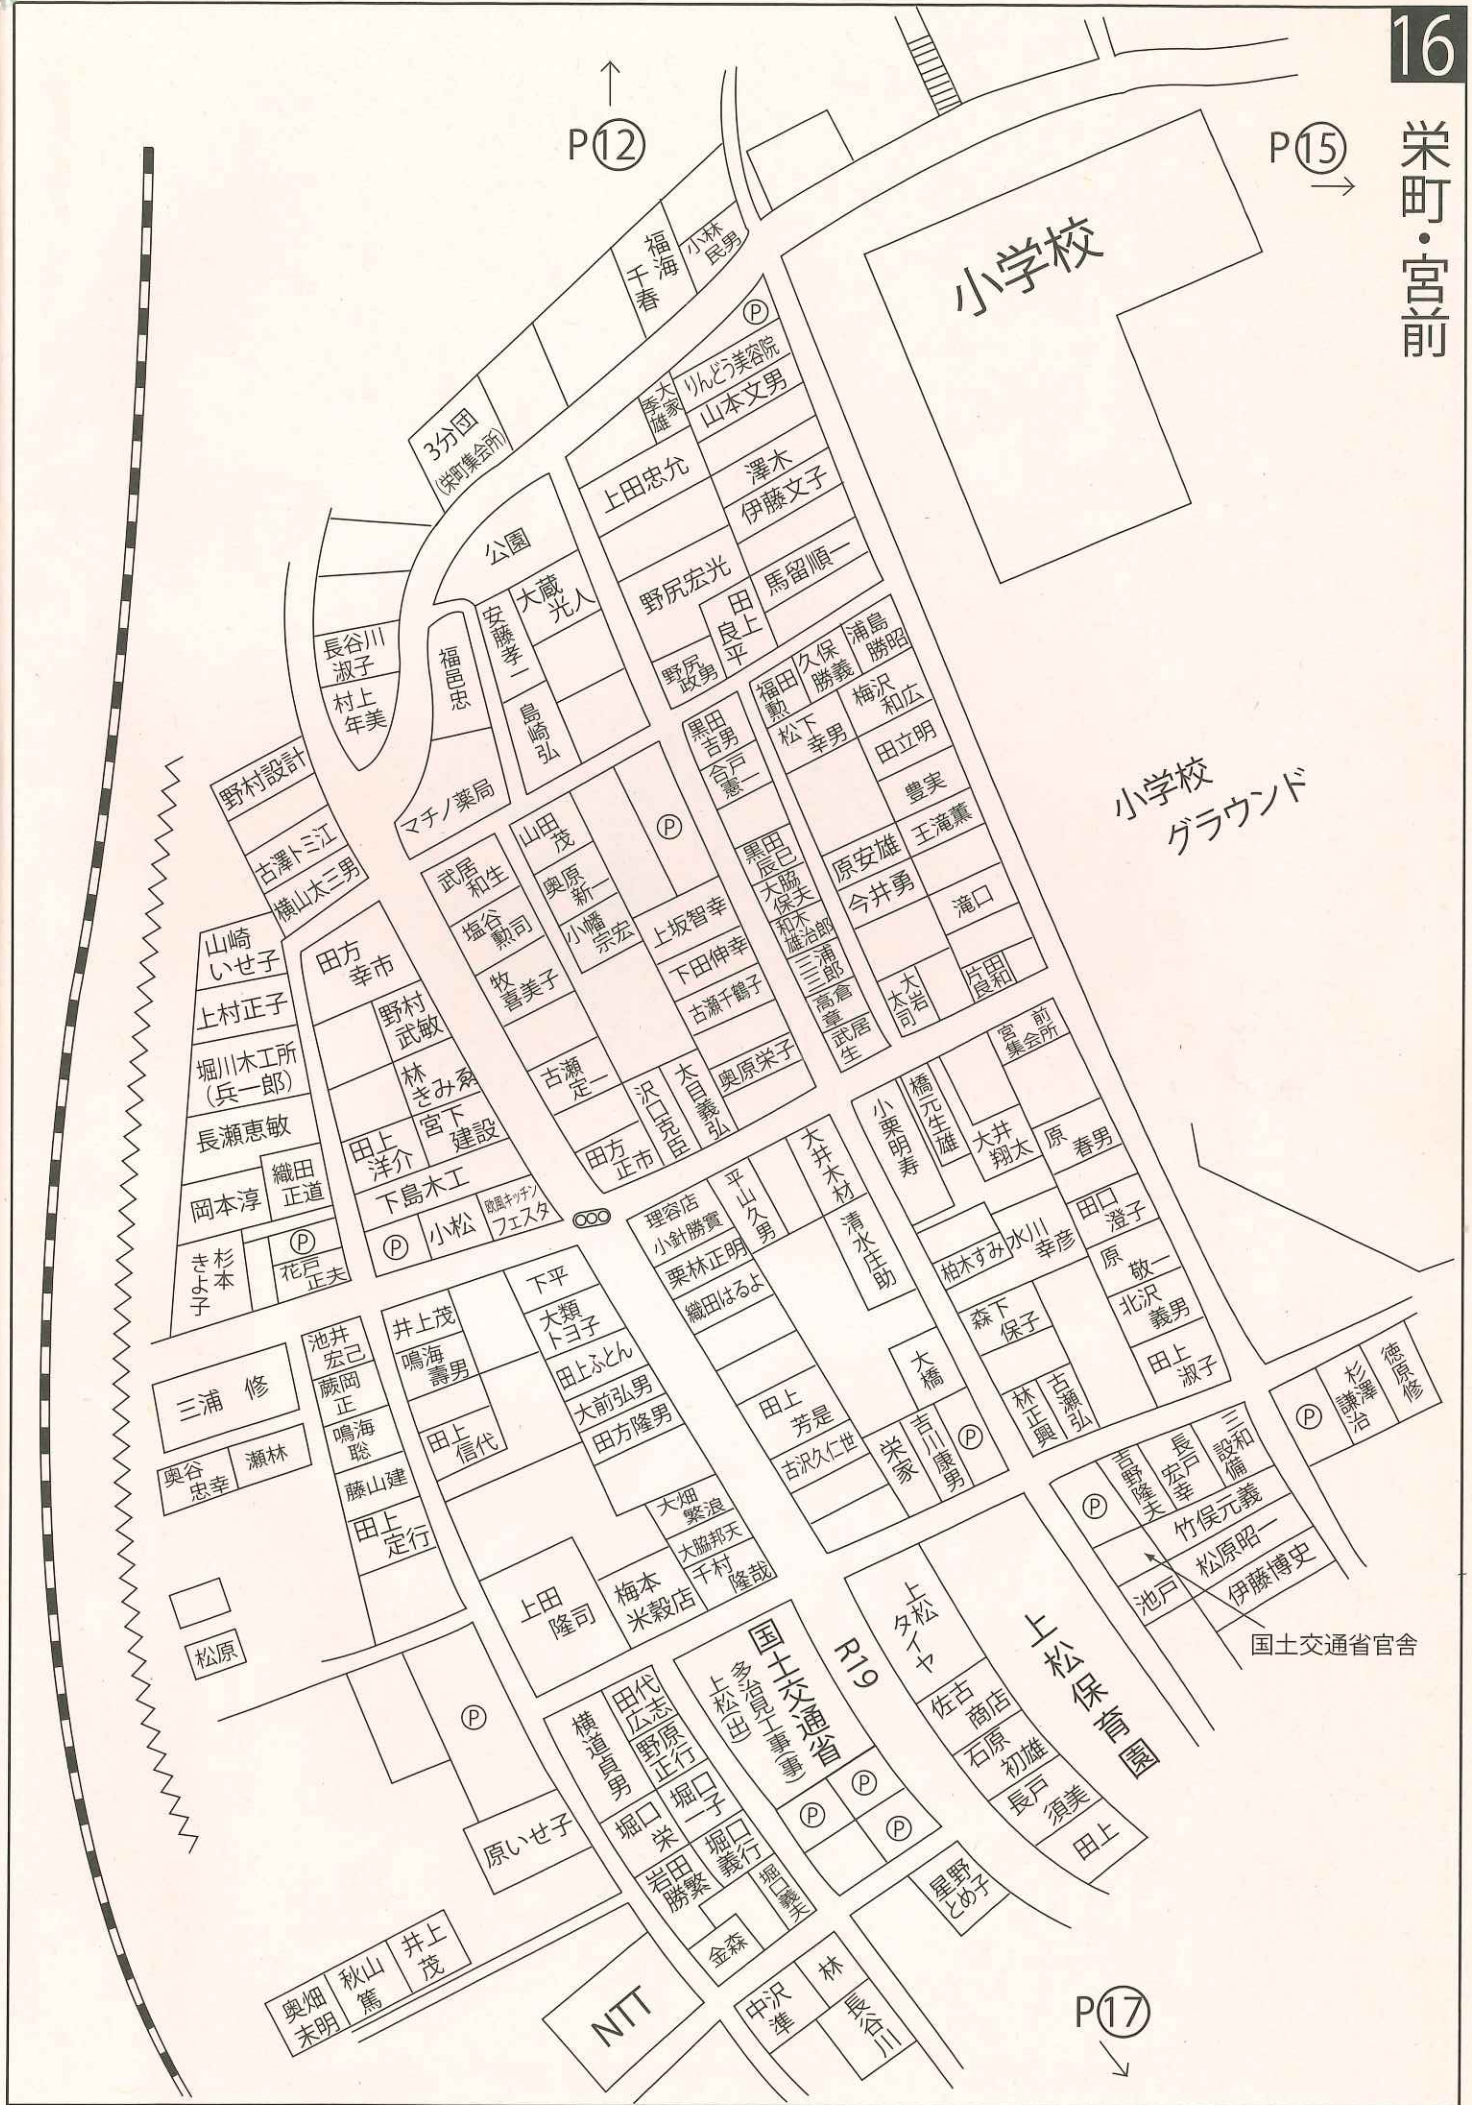 16
栄町・宮前
P⑫
P⑮
小学校
小林
民男
福海
千春
Ⓟ
りんどう美容院
大家
季雄
山本文男
3分団
(栄町集会所)
上田忠允
澤木
伊藤文子
公園
野尻宏光
馬留順一
田上
良平
野尻
政男
大蔵
光人
安藤孝一
島崎弘
福邑忠
長谷川
淑子
村上
年美
マチノ薬局
浦島
勝昭
久保
勝義
福田
勲
梅沢
和広
松下
幸男
田立明
豊実
王滝薫
原安雄
今井勇
滝口
片田
良和
大岩
太司
小学校
グラウンド
黒田
吉男
合戸
憲一
黒田
辰巳
大脇
保夫
和木
雄治郎
三浦
三郎
高倉
章
武居
生
野村設計
古澤トミ江
横山太三男
山田
茂
奥原
新一
小幡
宗宏
Ⓟ
上坂智幸
下田伸幸
古瀬千鶴子
奥原栄子
太目義弘
沢口克臣
武居
和生
塩谷
勲司
牧
喜美子
古瀬
定一
田方
正市
山崎
いせ子
上村正子
堀川木工所
(兵一郎)
長瀬恵敏
織田
正道
岡本淳
杉本
きよ子
Ⓟ
花戸
正夫
田方
幸市
野村
武敏
林
きみゑ
宮下
建設
田上
洋介
下島木工
Ⓟ
小松
欧風キッチン
フェスタ
宮前
集会所
橋元生雄
小栗明寿
大井
翔太
原
春男
田口
澄子
水川
幸彦
柏木すみ
原
敬一
北沢
義男
田上
淑子
森下
保子
林正興
古瀬弘
大井木材
清水庄助
平山久男
理容店
小針勝實
栗林正明
織田はるよ
大橋
田上
芳是
古沢久仁世
栄家
吉川康男
Ⓟ
徳原修
杉澤
謙治
Ⓟ
三和
設備
長戸
宏幸
吉野隆夫
Ⓟ
竹俣元義
松原昭一
伊藤博史
池戸
国土交通省官舎
下平
大類
トヨ子
田上ふとん
大前弘男
田方隆男
井上茂
鳴海
壽男
田上
信代
池井
宏己
蕨岡
正
鳴海
聡
藤山建
田上
定行
三浦 修
奥谷
忠幸
瀬林
松原
大畑
繁浪
大脇邦天
千村
隆哉
梅本
米穀店
上田
隆司
R19
上松
タイヤ
上松保育園
佐古
商店
石原
初雄
長戸
須美
田上
国土交通省
多治見工事(事)
上松(出)
Ⓟ
Ⓟ
Ⓟ
星野
とめ子
田代
広志
野原
正行
横道貞男
堀口
一子
堀口
栄
堀口
義行
岩田
勝繁
堀口義夫
金森
Ⓟ
原いせ子
井上
茂
秋山
篤
奥畑
未明
NTT
林
中沢
準
長谷川
P⑰